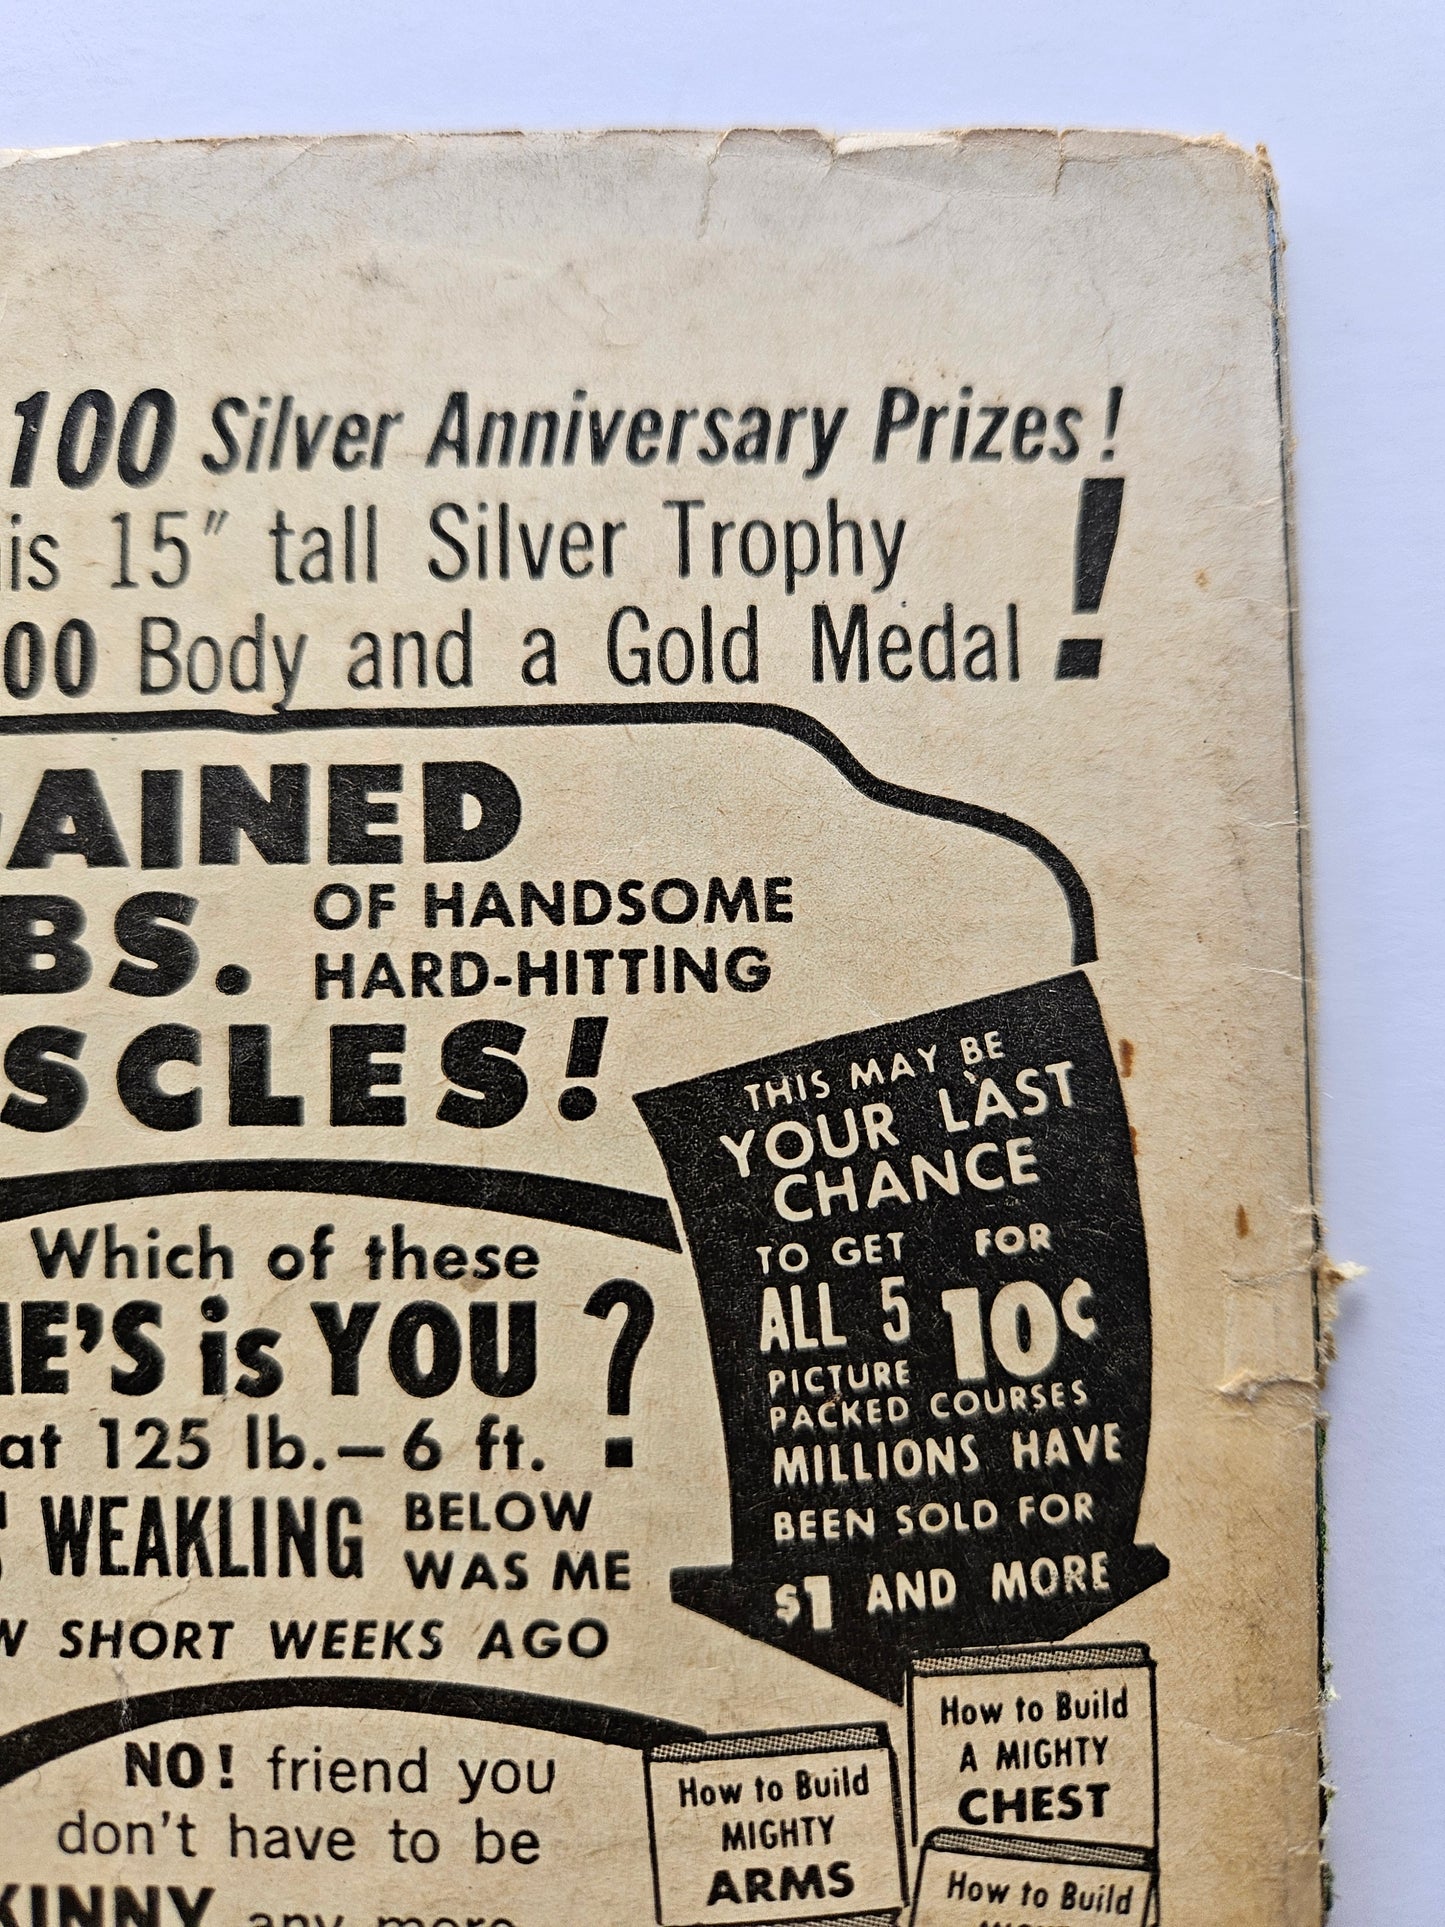 100 Silver Anniversary Prizes!
15" tall Silver Trophy
00 Body and a Gold Medal!
AINED
BS. OF HANDSOME
HARD-HITTING
SCLES!
Which of these
E'S is YOU?
at 125 lb.—6 ft.
WEAKLING BELOW
WAS ME
SHORT WEEKS AGO
NO! friend you
don't have to be
KINNY any more
THIS MAY BE
YOUR LAST
CHANCE
TO GET FOR
ALL 5 10¢
PICTURE
PACKED COURSES
MILLIONS HAVE
BEEN SOLD FOR
$1 AND MORE
How to Build
A MIGHTY
CHEST
How to Build
MIGHTY
ARMS
How to Build